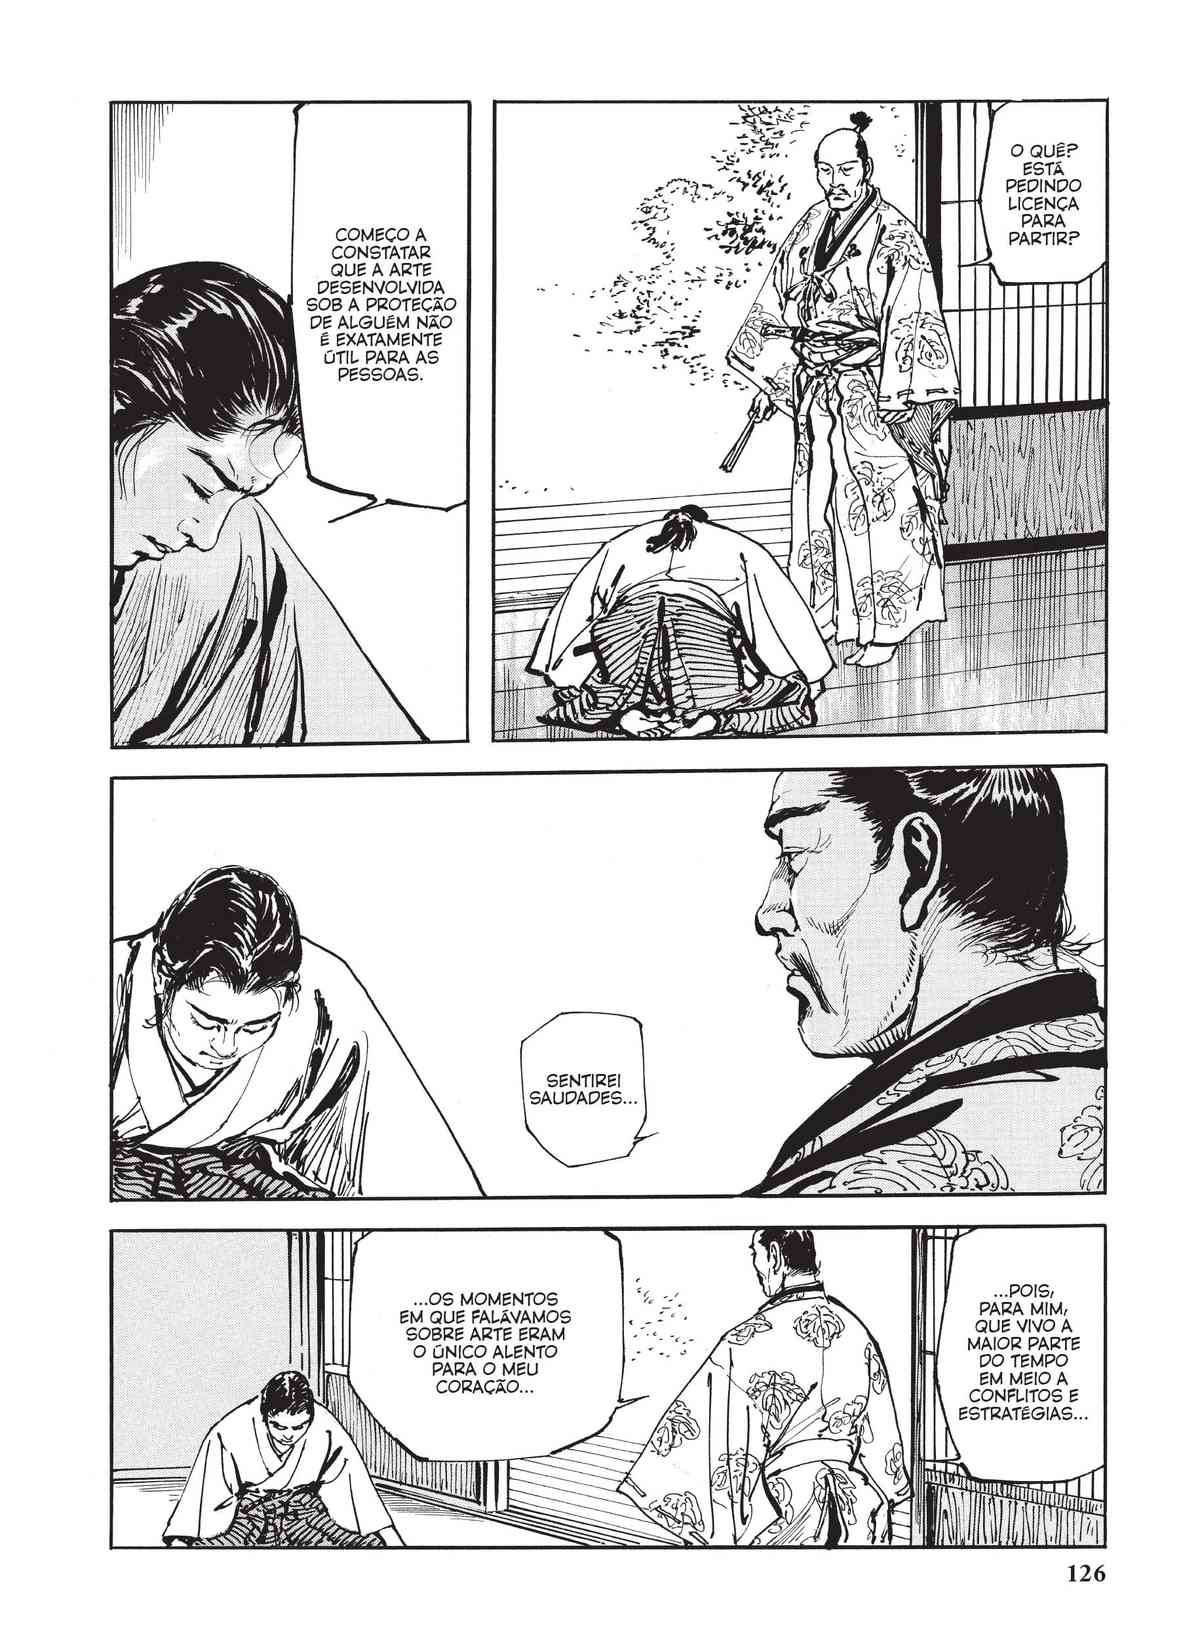 O QUÊ?
ESTÁ
PEDINDO
LICENÇA
PARA
PARTIR?
COMEÇO A
CONSTATAR
QUE A ARTE
DESENVOLVIDA
SOB A PROTEÇÃO
DE ALGUÉM NÃO
É EXATAMENTE
ÚTIL PARA AS
PESSOAS.
SENTIREI
SAUDADES...
...POIS,
PARA MIM,
QUE VIVO A
MAIOR PARTE
DO TEMPO
EM MEIO A
CONFLITOS E
ESTRATÉGIAS...
...OS MOMENTOS
EM QUE FALÁVAMOS
SOBRE ARTE ERAM
O ÚNICO ALENTO
PARA O MEU
CORAÇÃO...
126